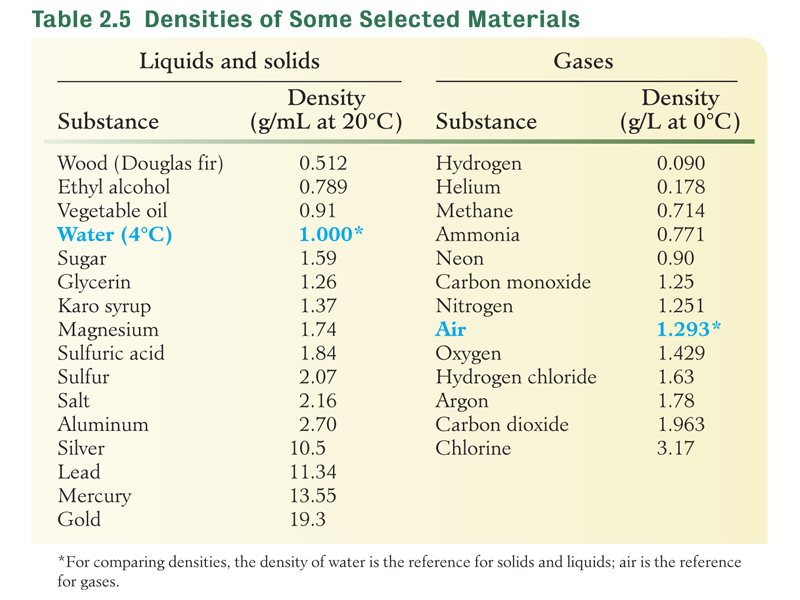 Table 2.5 Densities of Some Selected Materials
Liquids and solids Gases
Density Density
Substance (g/mL at 20°C) Substance (g/L at 0°C)
Wood (Douglas fir) 0.512 Hydrogen 0.090
Ethyl alcohol 0.789 Helium 0.178
Vegetable oil 0.91 Methane 0.714
Water (4°C) 1.000* Ammonia 0.771
Sugar 1.59 Neon 0.90
Glycerin 1.26 Carbon monoxide 1.25
Karo syrup 1.37 Nitrogen 1.251
Magnesium 1.74 Air 1.293*
Sulfuric acid 1.84 Oxygen 1.429
Sulfur 2.07 Hydrogen chloride 1.63
Salt 2.16 Argon 1.78
Aluminum 2.70 Carbon dioxide 1.963
Silver 10.5 Chlorine 3.17
Lead 11.34
Mercury 13.55
Gold 19.3
*For comparing densities, the density of water is the reference for solids and liquids; air is the reference
for gases.